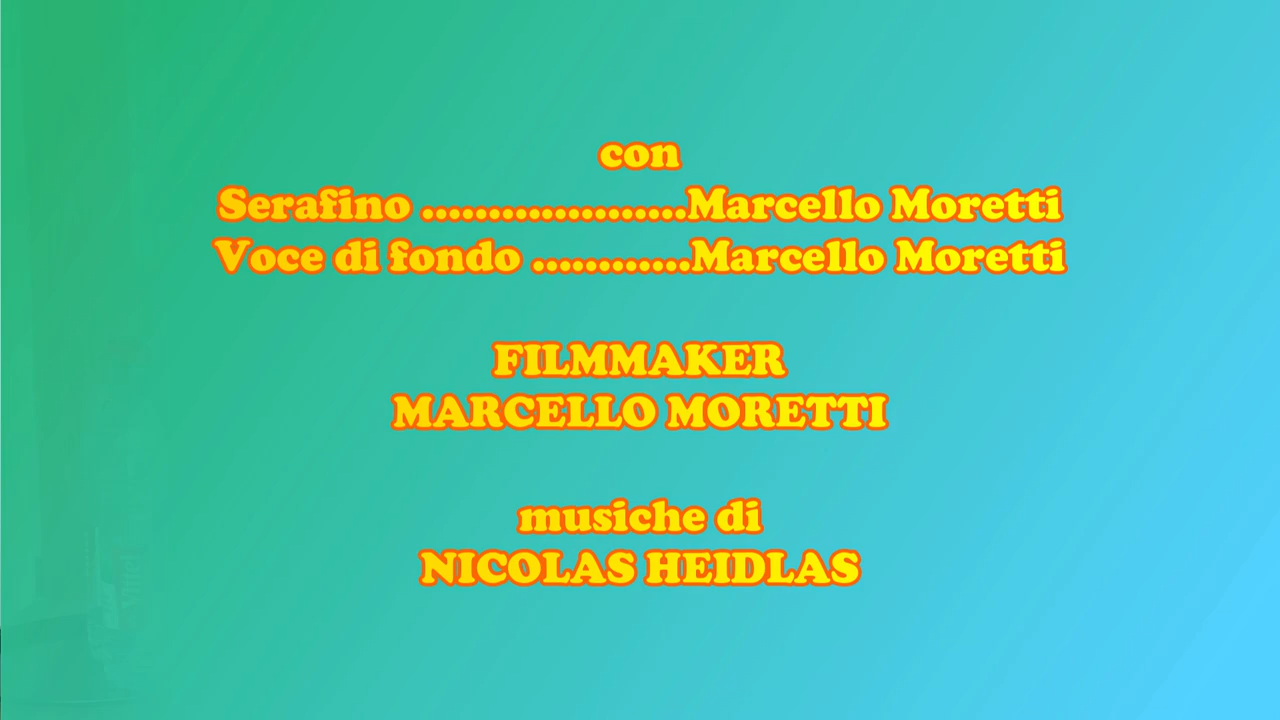 con
Serafino ....................Marcello Moretti
Voce di fondo ............Marcello Moretti
FILMMAKER
MARCELLO MORETTI
musiche di
NICOLAS HEIDLAS